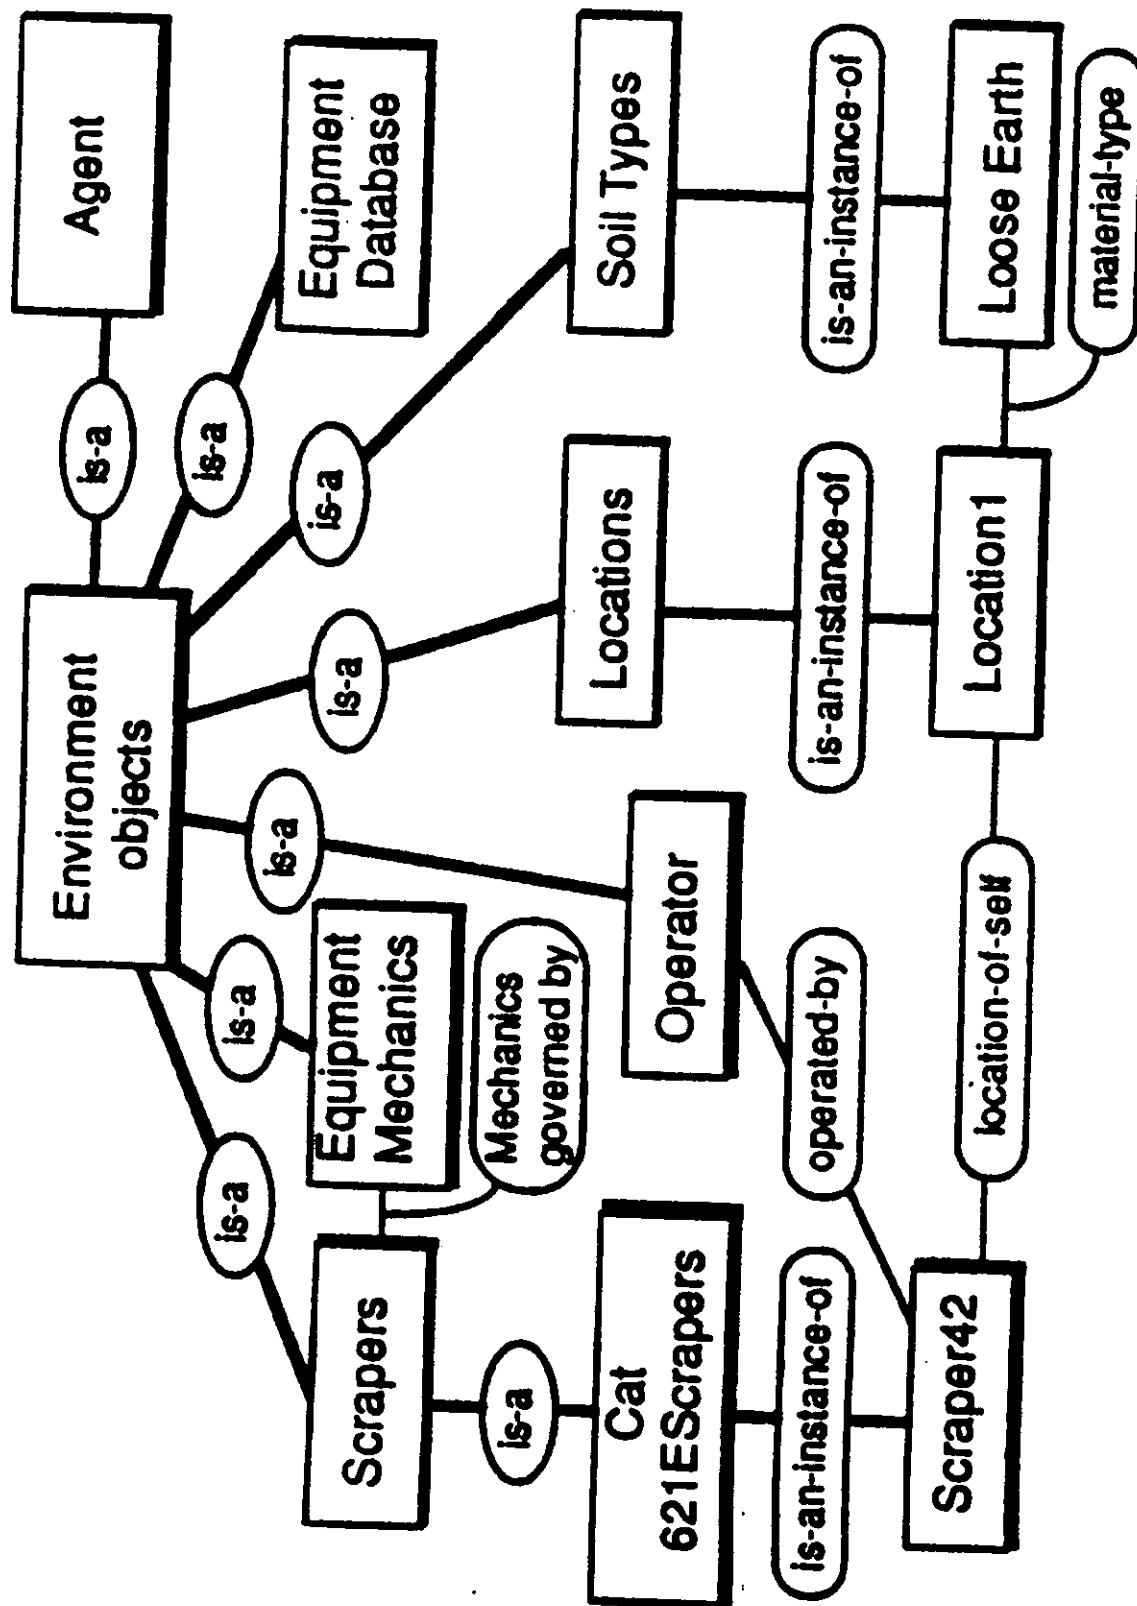 Environment
objects
Agent
is-a
is-a
is-a
is-a
is-a
is-a
is-a
Equipment
Database
Scrapers
Equipment
Mechanics
Mechanics
governed by
is-a
Cat
621EScrapers
Operator
Locations
Soil Types
is-an-instance-of
operated-by
is-an-instance-of
is-an-instance-of
Scraper42
location-of-self
Location1
Loose Earth
material-type